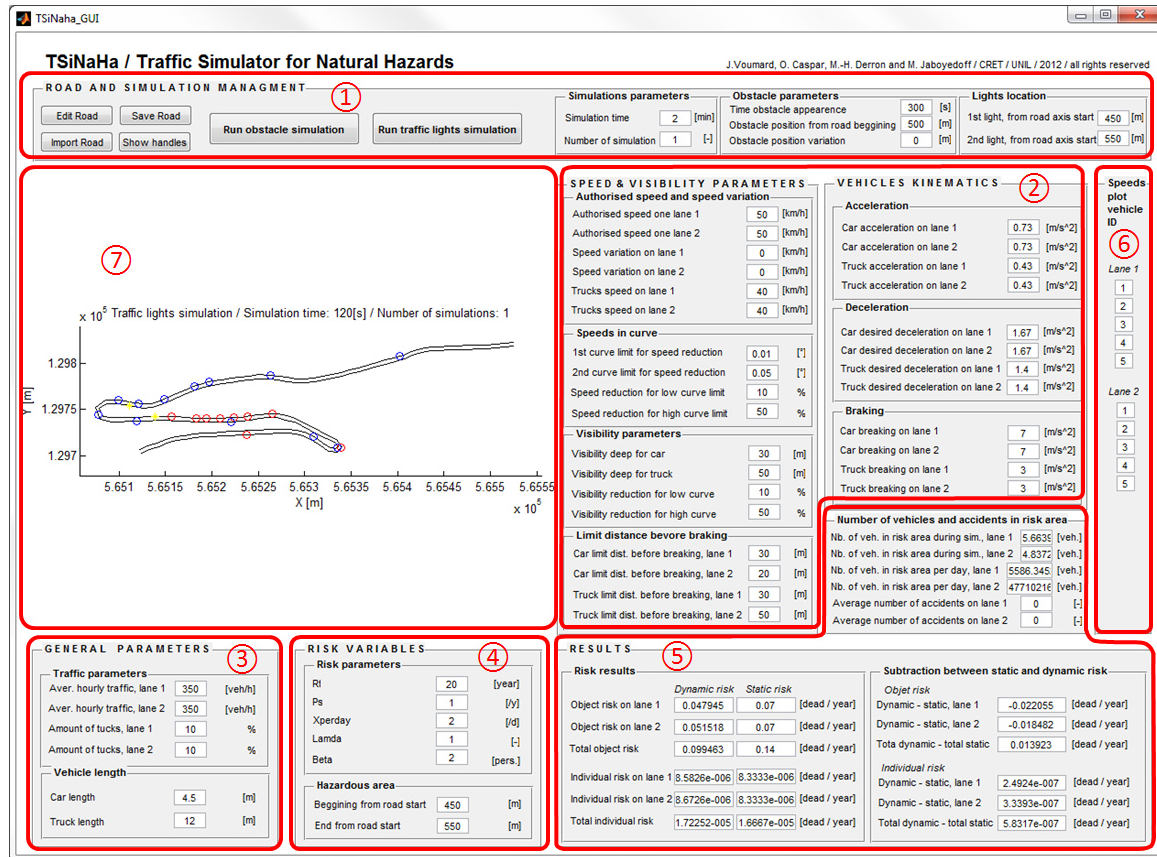 TSiNaha_GUI
TSiNaHa / Traffic Simulator for Natural Hazards
J.Voumard, O. Caspar, M.-H. Derron and M. Jaboyedoff / CRET / UNIL / 2012 / all rights reserved
ROAD AND SIMULATION MANAGMENT
1
Edit Road
Save Road
Import Road
Show handles
Run obstacle simulation
Run traffic lights simulation
Simulations parameters
Simulation time 2 [min]
Number of simulation 1 [-]
Obstacle parameters
Time obstacle appearence 300 [s]
Obstacle position from road beggining 500 [m]
Obstacle position variation 0 [m]
Lights location
1st light, from road axis start 450 [m]
2nd light, from road axis start 550 [m]
7
x 10^5 Traffic lights simulation / Simulation time: 120[s] / Number of simulations: 1
1.298
1.2975
1.297
Y [m]
5.651 5.6515 5.652 5.6525 5.653 5.6535 5.654 5.6545 5.655 5.6555
X [m]
x 10^5
SPEED & VISIBILITY PARAMETERS
Authorised speed and speed variation
Authorised speed one lane 1 50 [km/h]
Authorised speed one lane 2 50 [km/h]
Speed variation on lane 1 0 [km/h]
Speed variation on lane 2 0 [km/h]
Trucks speed on lane 1 40 [km/h]
Trucks speed on lane 2 40 [km/h]
Speeds in curve
1st curve limit for speed reduction 0.01 [°]
2nd curve limit for speed reduction 0.05 [°]
Speed reduction for low curve limit 10 %
Speed reduction for high curve limit 50 %
Visibility parameters
Visibility deep for car 30 [m]
Visibility deep for truck 50 [m]
Visibility reduction for low curve 10 %
Visibility reduction for high curve 50 %
Limit distance bevore braking
Car limit dist. before breaking, lane 1 30 [m]
Car limit dist. before breaking, lane 2 20 [m]
Truck limit dist. before breaking, lane 1 30 [m]
Truck limit dist. before breaking, lane 2 50 [m]
VEHICLES KINEMATICS
2
Acceleration
Car acceleration on lane 1 0.73 [m/s^2]
Car acceleration on lane 2 0.73 [m/s^2]
Truck acceleration on lane 1 0.43 [m/s^2]
Truck acceleration on lane 2 0.43 [m/s^2]
Deceleration
Car desired deceleration on lane 1 1.67 [m/s^2]
Car desired deceleration on lane 2 1.67 [m/s^2]
Truck desired deceleration on lane 1 1.4 [m/s^2]
Truck desired deceleration on lane 2 1.4 [m/s^2]
Braking
Car breaking on lane 1 7 [m/s^2]
Car breaking on lane 2 7 [m/s^2]
Truck breaking on lane 1 3 [m/s^2]
Truck breaking on lane 2 3 [m/s^2]
Number of vehicles and accidents in risk area
Nb. of veh. in risk area during sim., lane 1 5.6639 [veh.]
Nb. of veh. in risk area during sim., lane 2 4.8372 [veh.]
Nb. of veh. in risk area per day, lane 1 5586.345 [veh.]
Nb. of veh. in risk area per day, lane 2 47710216 [veh.]
Average number of accidents on lane 1 0 [-]
Average number of accidents on lane 2 0 [-]
Speeds
plot
vehicle
ID
6
Lane 1
1
2
3
4
5
Lane 2
1
2
3
4
5
GENERAL PARAMETERS
3
Traffic parameters
Aver. hourly traffic, lane 1 350 [veh/h]
Aver. hourly traffic, lane 2 350 [veh/h]
Amount of tucks, lane 1 10 %
Amount of tucks, lane 2 10 %
Vehicle length
Car length 4.5 [m]
Truck length 12 [m]
RISK VARIABLES
4
Risk parameters
Rf 20 [year]
Ps 1 [/y]
Xperday 2 [/d]
Lamda 1 [-]
Beta 2 [pers.]
Hazardous area
Beggining from road start 450 [m]
End from road start 550 [m]
RESULTS
5
Risk results
Dynamic risk Static risk
Object risk on lane 1 0.047945 0.07 [dead / year]
Object risk on lane 2 0.051518 0.07 [dead / year]
Total object risk 0.099463 0.14 [dead / year]
Individual risk on lane 1 8.5826e-006 8.3333e-006 [dead / year]
Individual risk on lane 2 8.6726e-006 8.3333e-006 [dead / year]
Total individual risk 1.72252-005 1.6667e-005 [dead / year]
Subtraction between static and dynamic risk
Objet risk
Dynamic - static, lane 1 -0.022055 [dead / year]
Dynamic - static, lane 2 -0.018482 [dead / year]
Tota dynamic - total static 0.013923 [dead / year]
Individual risk
Dynamic - static, lane 1 2.4924e-007 [dead / year]
Dynamic - static, lane 2 3.3393e-007 [dead / year]
Total dynamic - total static 5.8317e-007 [dead / year]